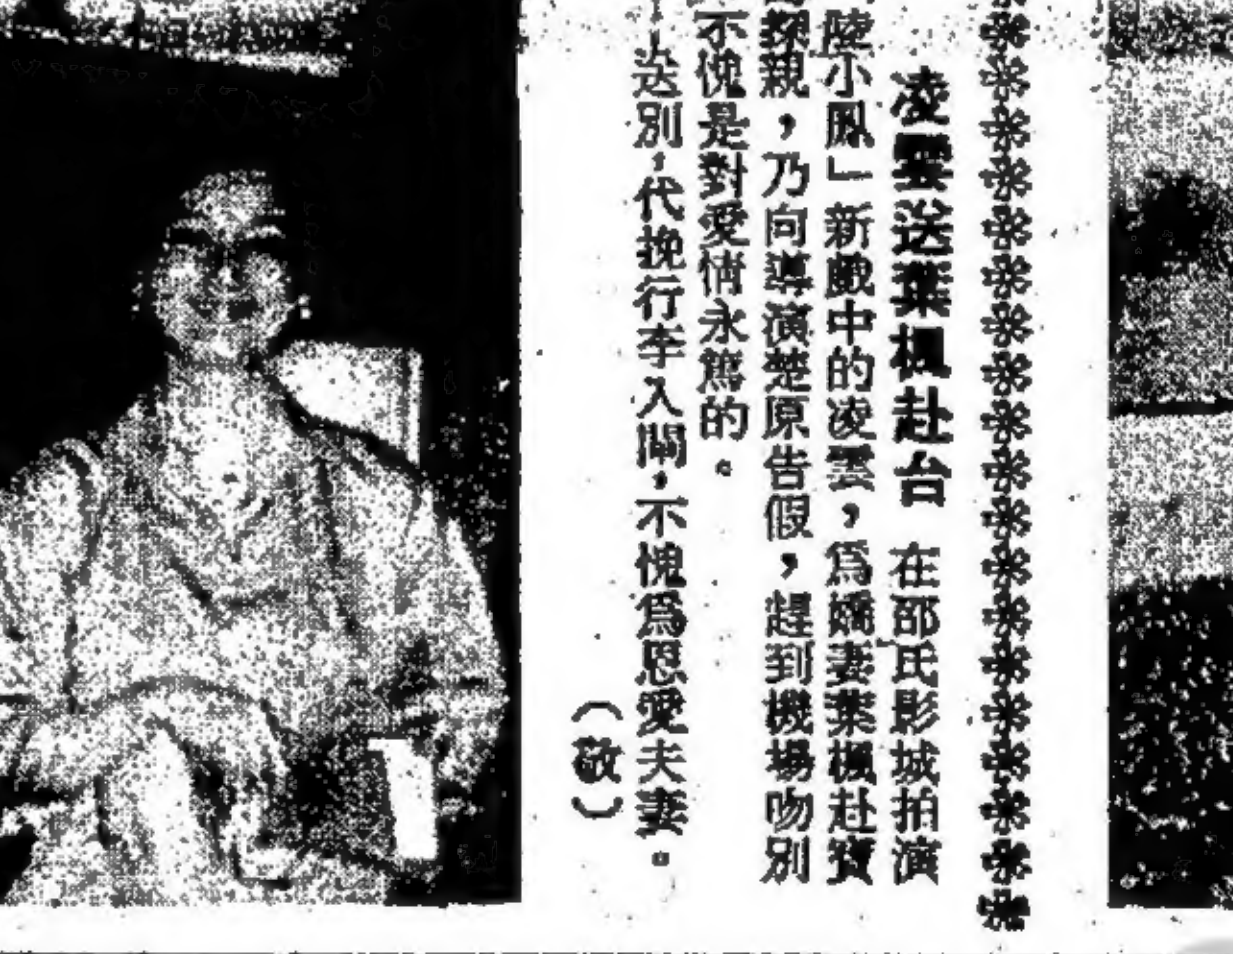 凌雲送葉楓赴台 在邵氏影城拍演
陸小鳳」新戲中的凌雲,爲嬌妻葉楓赴寶
探親,乃向導演楚原告假,趕到機場吻別
不愧是對愛情永篤的。
送別,代挽行李入閘,不愧爲恩愛夫妻。
(敬)